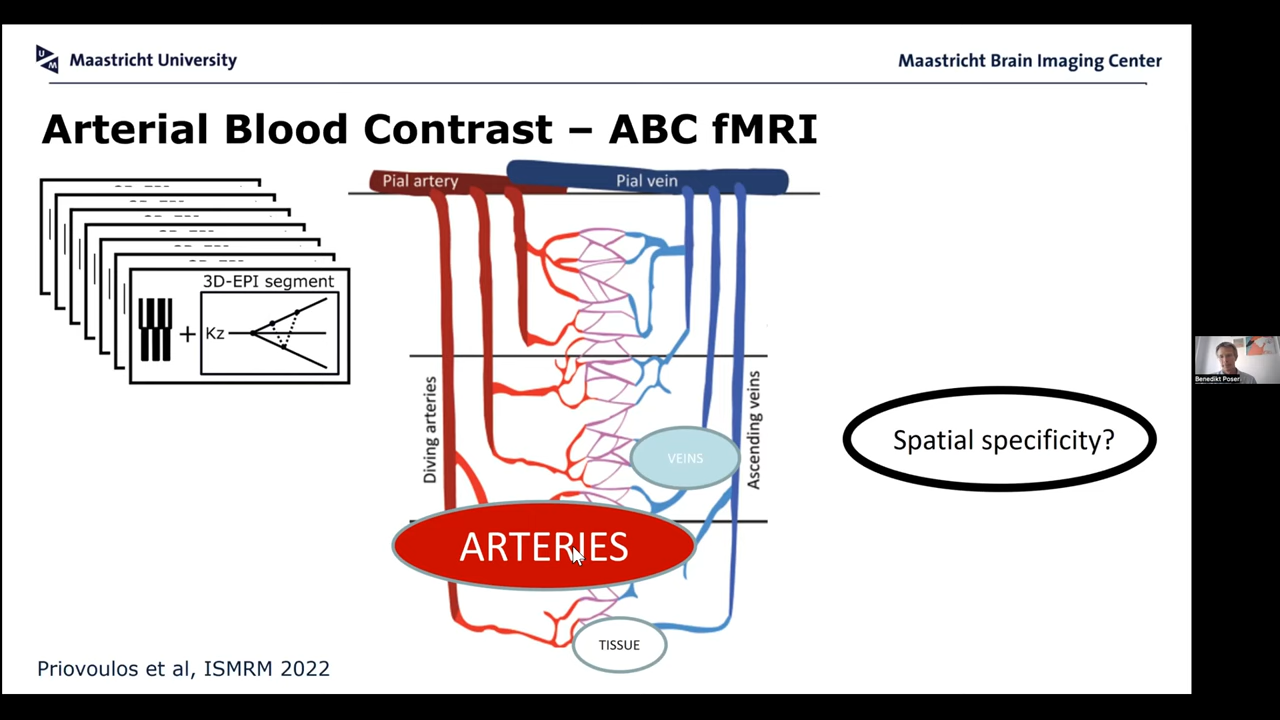 Maastricht University
Maastricht Brain Imaging Center
Arterial Blood Contrast – ABC fMRI
Pial artery
Pial vein
3D-EPI segment
+
Kz
Diving arteries
Ascending veins
VEINS
Spatial specificity?
ARTERIES
TISSUE
Priovoulos et al, ISMRM 2022
Benedikt Poser